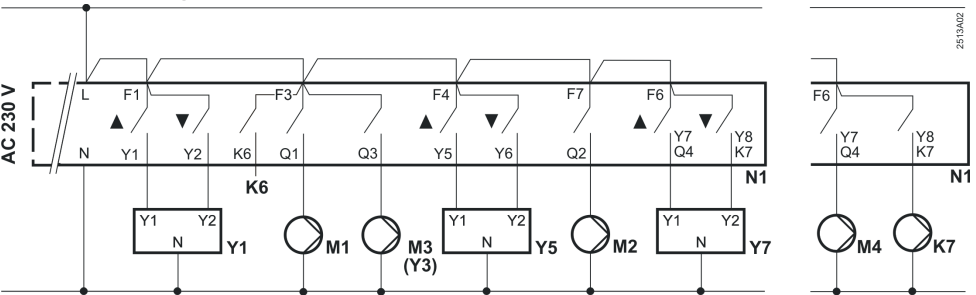 2513A02
AC 230 V
L F1 F3 F4 F7 F6 F6
▲ ▼ ▲ ▼ ▲ ▼
Y7 Y8 Y7 Y8
N Y1 Y2 K6 Q1 Q3 Y5 Y6 Q2 Q4 K7 Q4 K7
K6 N1 N1
Y1 Y2 Y1 Y2 Y1 Y2
N Y1 M1 M3 N Y5 M2 N Y7 M4 K7
(Y3)